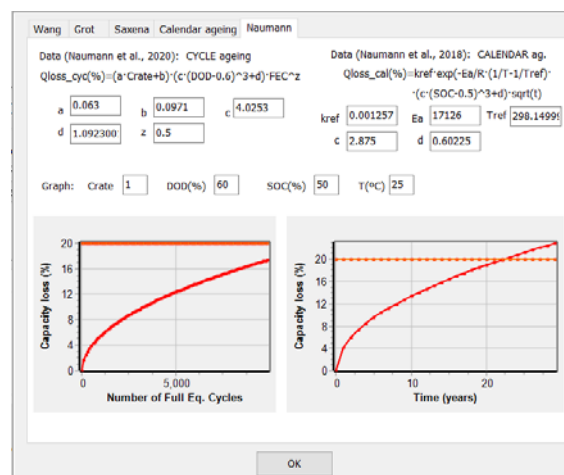 Wang Grot Saxena Calendar ageing Naumann
Data (Naumann et al., 2020): CYCLE ageing
Qloss_cyc(%)=(a·Crate+b)·(c·(DOD-0.6)^3+d)·FEC^z
a 0.063 b 0.0971 c 4.0253
d 1.092300 z 0.5
Data (Naumann et al., 2018): CALENDAR ag.
Qloss_cal(%)=kref·exp(-Ea/R·(1/T-1/Tref)·
·(c·(SOC-0.5)^3+d)·sqrt(t)
kref 0.001257 Ea 17126 Tref 298.14999
c 2.875 d 0.60225
Graph: Crate 1 DOD(%) 60 SOC(%) 50 T(ºC) 25
Capacity loss (%)
20
16
12
8
4
0
0 5,000
Number of Full Eq. Cycles
Capacity loss (%)
20
16
12
8
4
0
0 20
Time (years)
OK